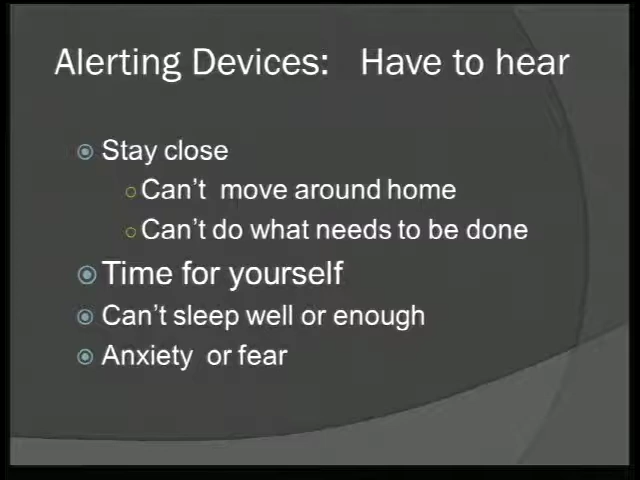 Alerting Devices: Have to hear
Stay close
Can't move around home
Can't do what needs to be done
Time for yourself
Can't sleep well or enough
Anxiety or fear